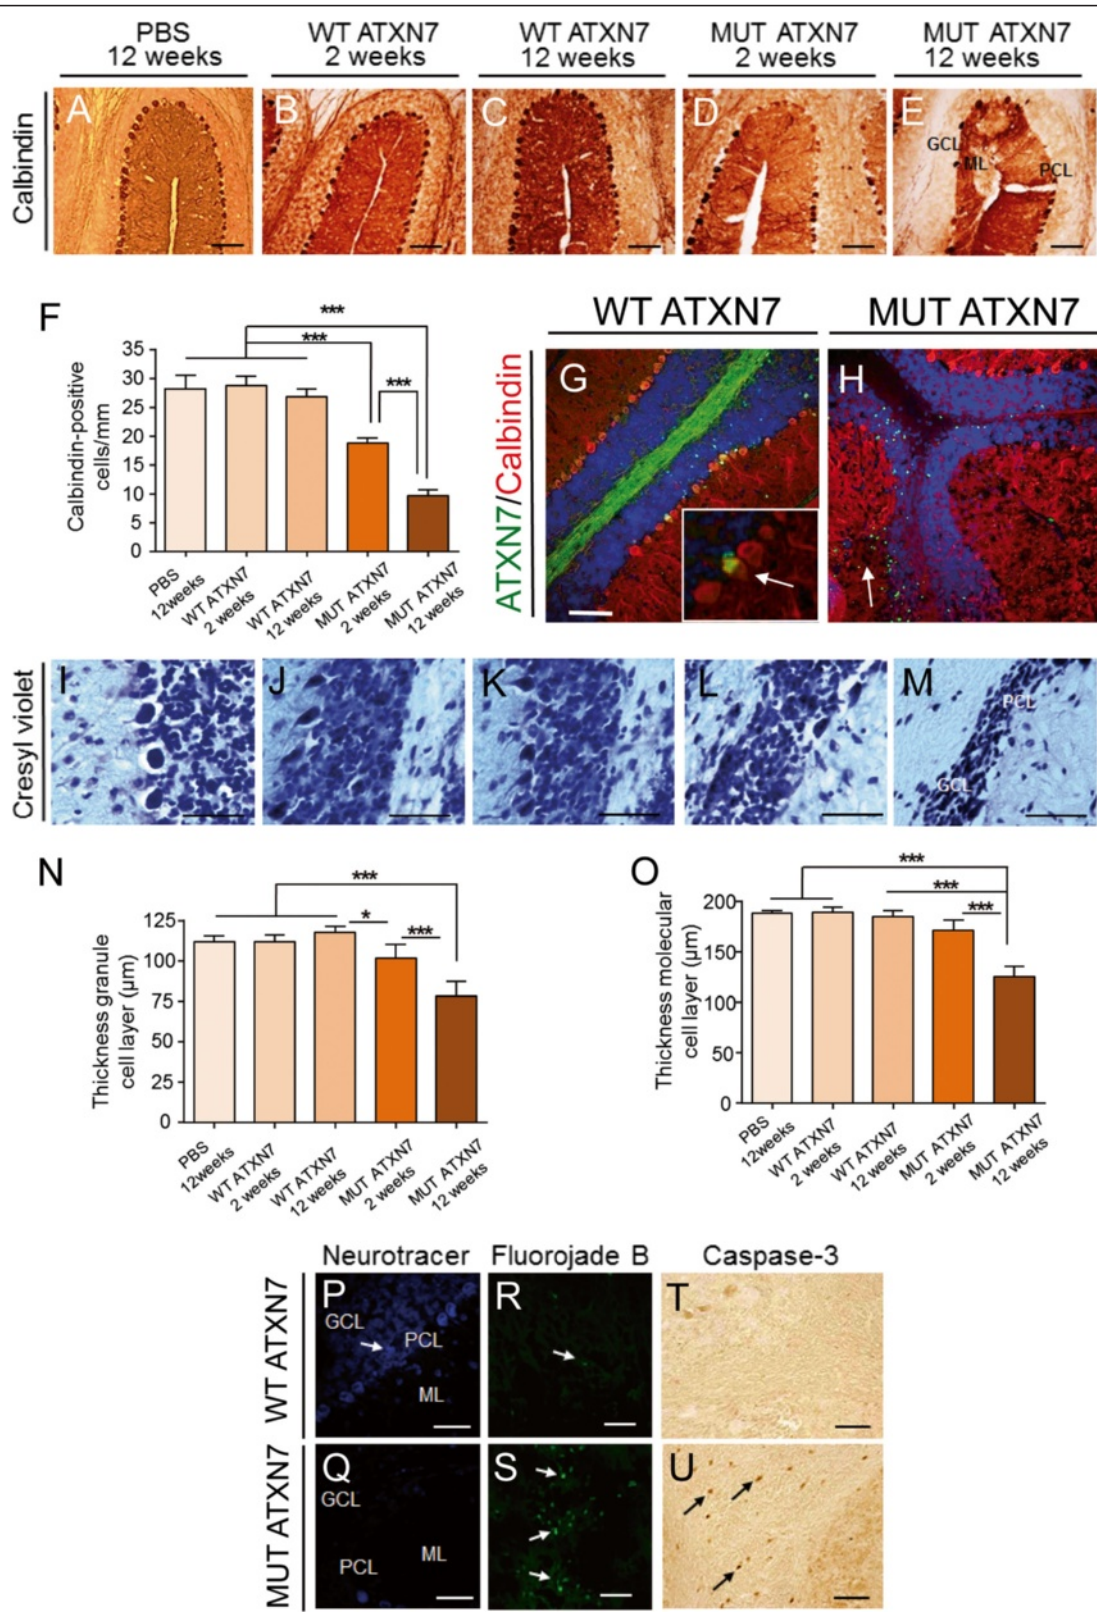 PBS
12 weeks
WT ATXN7
2 weeks
WT ATXN7
12 weeks
MUT ATXN7
2 weeks
MUT ATXN7
12 weeks
Calbindin
A
B
C
D
E
GCL
ML
PCL
F
***
***
***
Calbindin-positive
cells/mm
35
30
25
20
15
10
5
0
PBS
12weeks
WT ATXN7
2 weeks
WT ATXN7
12 weeks
MUT ATXN7
2 weeks
MUT ATXN7
12 weeks
WT ATXN7
MUT ATXN7
ATXN7/Calbindin
G
H
Cresyl violet
I
J
K
L
M
PCL
GCL
N
***
*
***
Thickness granule
cell layer (µm)
125
100
75
50
25
0
PBS
12weeks
WT ATXN7
2 weeks
WT ATXN7
12 weeks
MUT ATXN7
2 weeks
MUT ATXN7
12 weeks
O
***
***
***
Thickness molecular
cell layer (µm)
200
150
100
50
0
PBS
12weeks
WT ATXN7
2 weeks
WT ATXN7
12 weeks
MUT ATXN7
2 weeks
MUT ATXN7
12 weeks
Neurotracer
Fluorojade B
Caspase-3
WT ATXN7
P
GCL
PCL
ML
R
T
MUT ATXN7
Q
GCL
PCL
ML
S
U